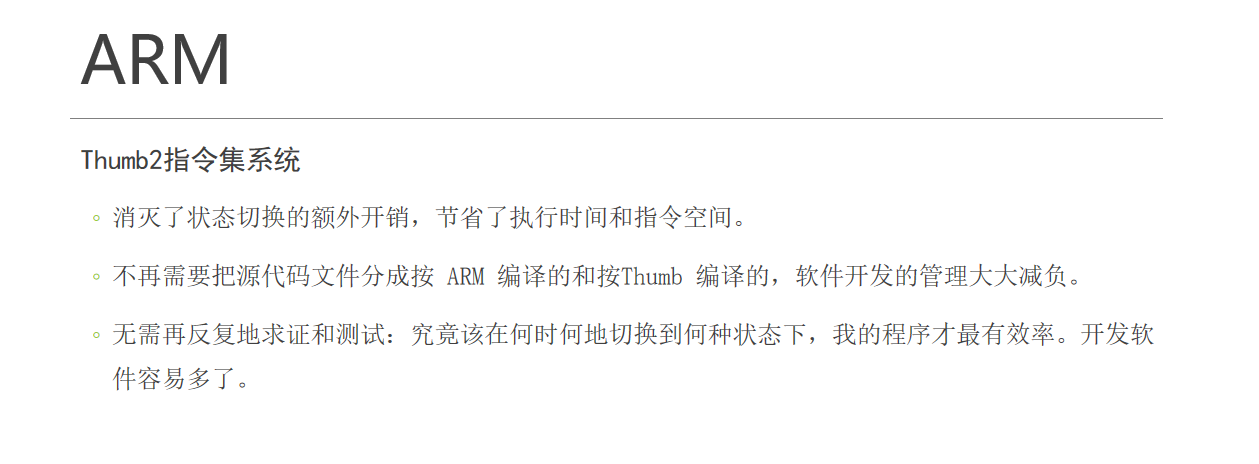 ARM
Thumb2指令集系统
消灭了状态切换的额外开销，节省了执行时间和指令空间。
不再需要把源代码文件分成按 ARM 编译的和按Thumb 编译的，软件开发的管理大大减负。
无需再反复地求证和测试：究竟该在何时何地切换到何种状态下，我的程序才最有效率。开发软
件容易多了。